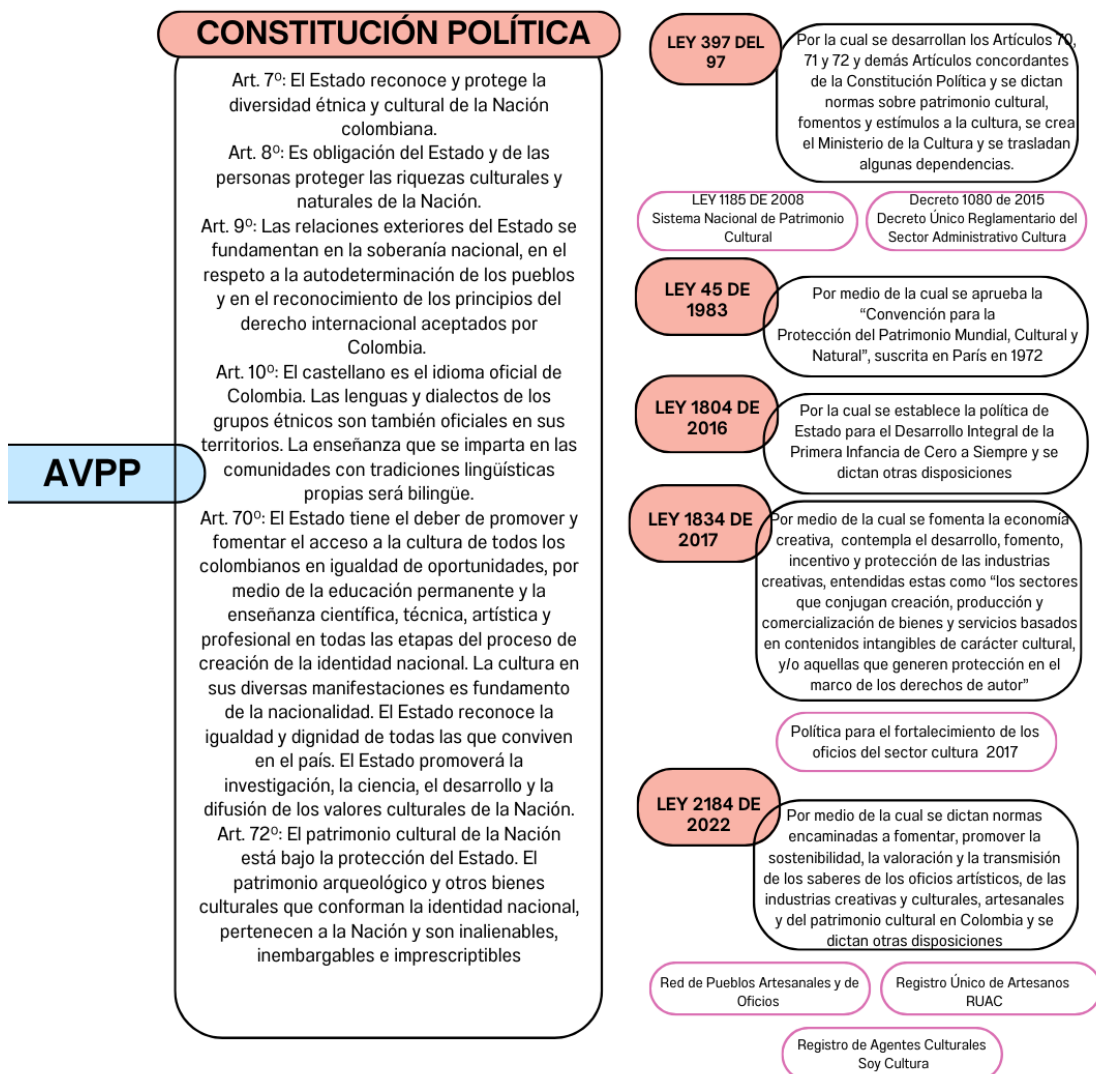 CONSTITUCIÓN POLÍTICA
Art. 7º: El Estado reconoce y protege la
diversidad étnica y cultural de la Nación
colombiana.
Art. 8º: Es obligación del Estado y de las
personas proteger las riquezas culturales y
naturales de la Nación.
Art. 9º: Las relaciones exteriores del Estado se
fundamentan en la soberanía nacional, en el
respeto a la autodeterminación de los pueblos
y en el reconocimiento de los principios del
derecho internacional aceptados por
Colombia.
Art. 10º: El castellano es el idioma oficial de
Colombia. Las lenguas y dialectos de los
grupos étnicos son también oficiales en sus
territorios. La enseñanza que se imparta en las
comunidades con tradiciones lingüísticas
propias será bilingüe.
Art. 70º: El Estado tiene el deber de promover y
fomentar el acceso a la cultura de todos los
colombianos en igualdad de oportunidades, por
medio de la educación permanente y la
enseñanza científica, técnica, artística y
profesional en todas las etapas del proceso de
creación de la identidad nacional. La cultura en
sus diversas manifestaciones es fundamento
de la nacionalidad. El Estado reconoce la
igualdad y dignidad de todas las que conviven
en el país. El Estado promoverá la
investigación, la ciencia, el desarrollo y la
difusión de los valores culturales de la Nación.
Art. 72º: El patrimonio cultural de la Nación
está bajo la protección del Estado. El
patrimonio arqueológico y otros bienes
culturales que conforman la identidad nacional,
pertenecen a la Nación y son inalienables,
inembargables e imprescriptibles
AVPP
LEY 397 DEL
97
Por la cual se desarrollan los Artículos 70,
71 y 72 y demás Artículos concordantes
de la Constitución Política y se dictan
normas sobre patrimonio cultural,
fomentos y estímulos a la cultura, se crea
el Ministerio de la Cultura y se trasladan
algunas dependencias.
LEY 1185 DE 2008
Sistema Nacional de Patrimonio
Cultural
Decreto 1080 de 2015
Decreto Único Reglamentario del
Sector Administrativo Cultura
LEY 45 DE
1983
Por medio de la cual se aprueba la
“Convención para la
Protección del Patrimonio Mundial, Cultural y
Natural”, suscrita en París en 1972
LEY 1804 DE
2016
Por la cual se establece la política de
Estado para el Desarrollo Integral de la
Primera Infancia de Cero a Siempre y se
dictan otras disposiciones
LEY 1834 DE
2017
Por medio de la cual se fomenta la economía
creativa, contempla el desarrollo, fomento,
incentivo y protección de las industrias
creativas, entendidas estas como “los sectores
que conjugan creación, producción y
comercialización de bienes y servicios basados
en contenidos intangibles de carácter cultural,
y/o aquellas que generen protección en el
marco de los derechos de autor”
Política para el fortalecimiento de los
oficios del sector cultura 2017
LEY 2184 DE
2022
Por medio de la cual se dictan normas
encaminadas a fomentar, promover la
sostenibilidad, la valoración y la transmisión
de los saberes de los oficios artísticos, de las
industrias creativas y culturales, artesanales
y del patrimonio cultural en Colombia y se
dictan otras disposiciones
Red de Pueblos Artesanales y de
Oficios
Registro Único de Artesanos
RUAC
Registro de Agentes Culturales
Soy Cultura